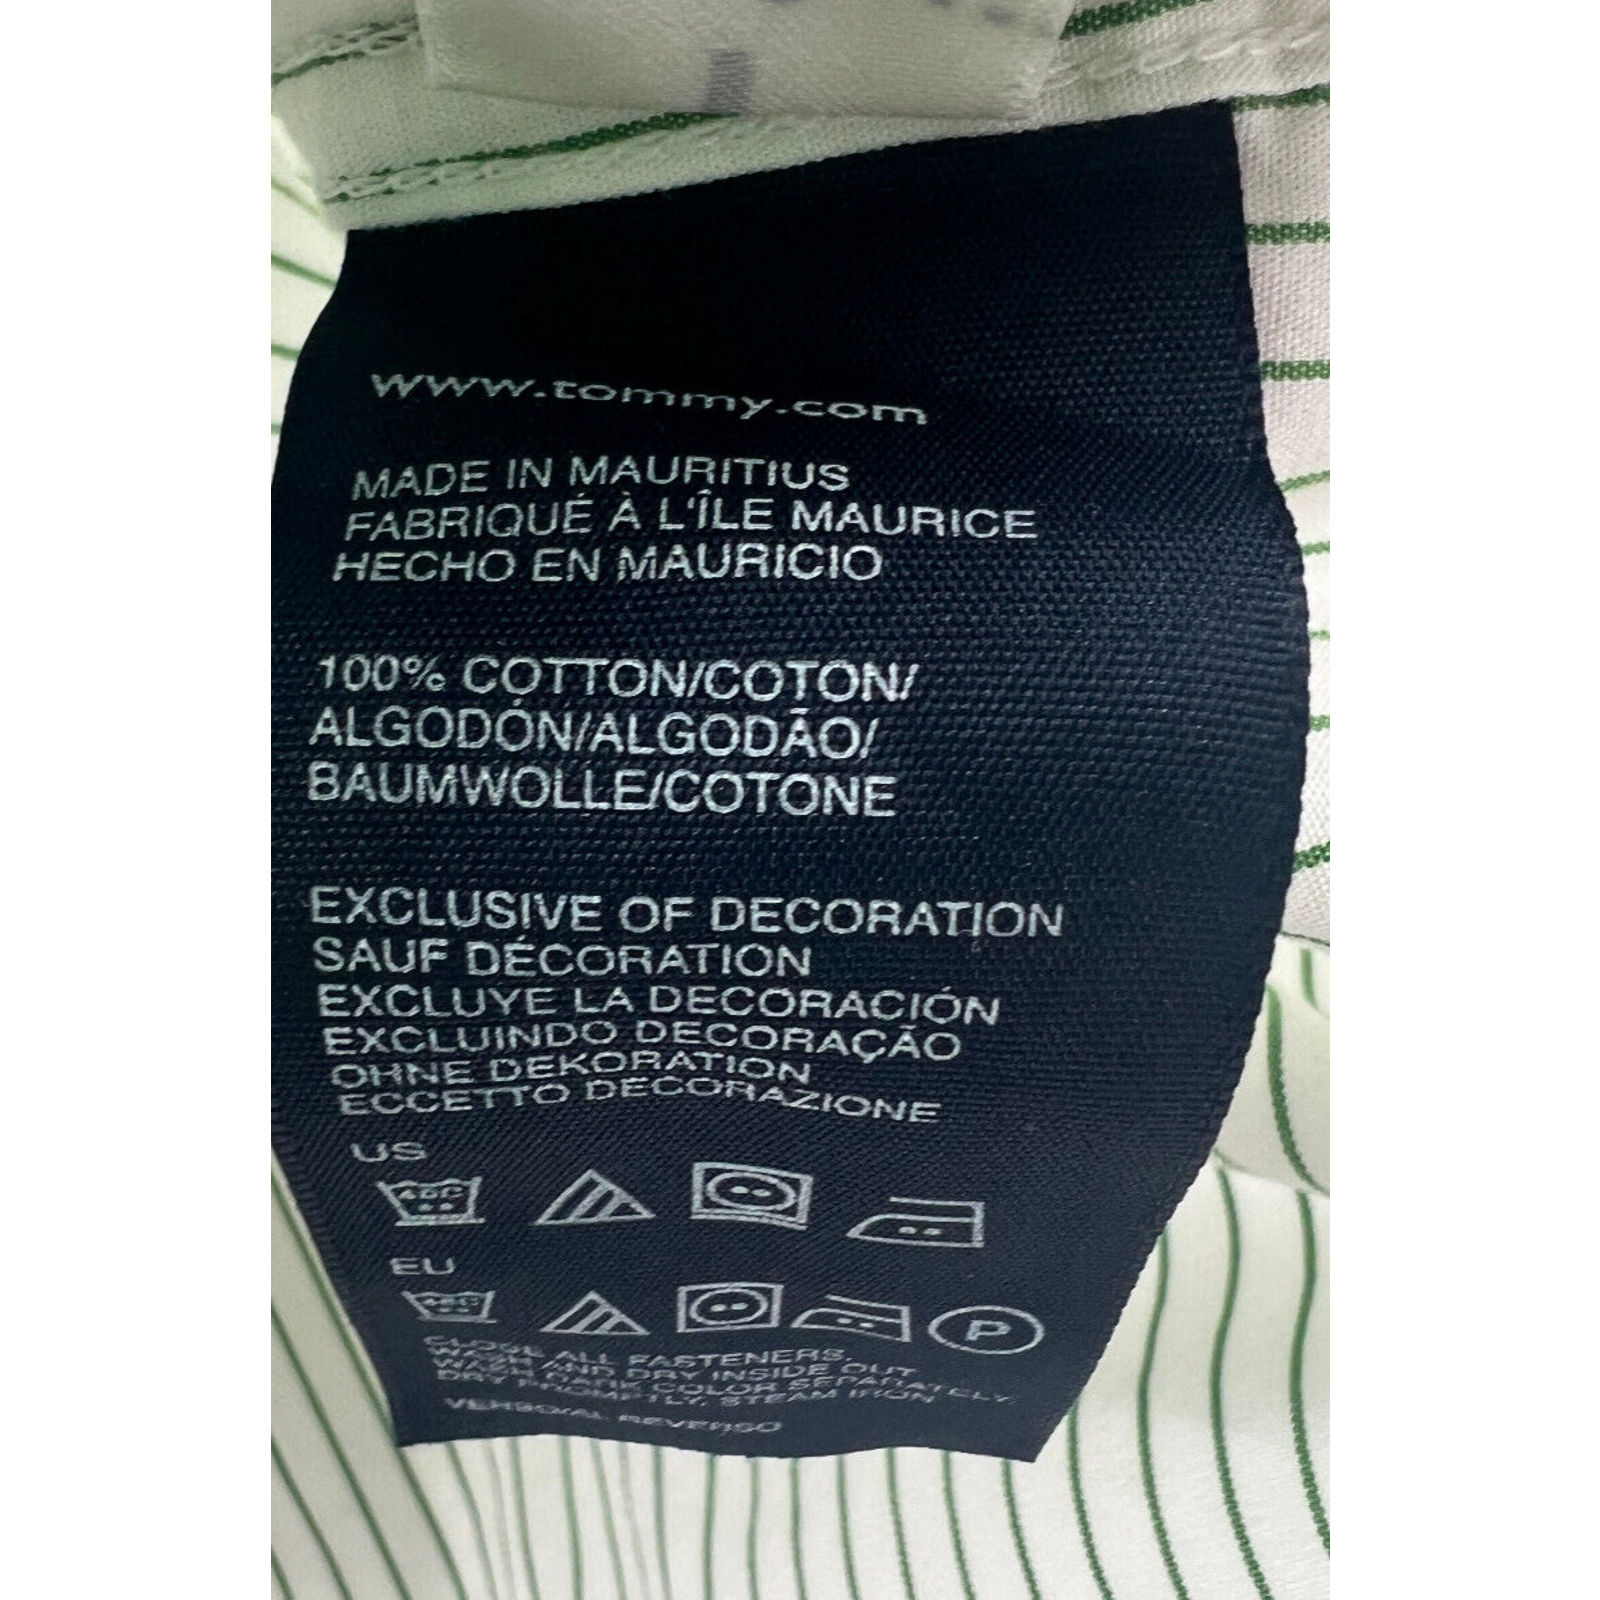 www.tommy.com
MADE IN MAURITIUS
FABRIQUÉ À L'ÎLE MAURICE
HECHO EN MAURICIO
100% COTTON/COTON/
ALGODÓN/ALGODÃO/
BAUMWOLLE/COTONE
EXCLUSIVE OF DECORATION
SAUF DÉCORATION
EXCLUYE LA DECORACIÓN
EXCLUINDO DECORAÇÃO
OHNE DEKORATION
ECCETTO DECORAZIONE
US
EU
P
CLOSE ALL FASTENERS.
WASH AND DRY INSIDE OUT.
WASH DARK COLOR SEPARATELY.
DRY PROMPTLY. STEAM IRON
VERSO/AL REVERSO